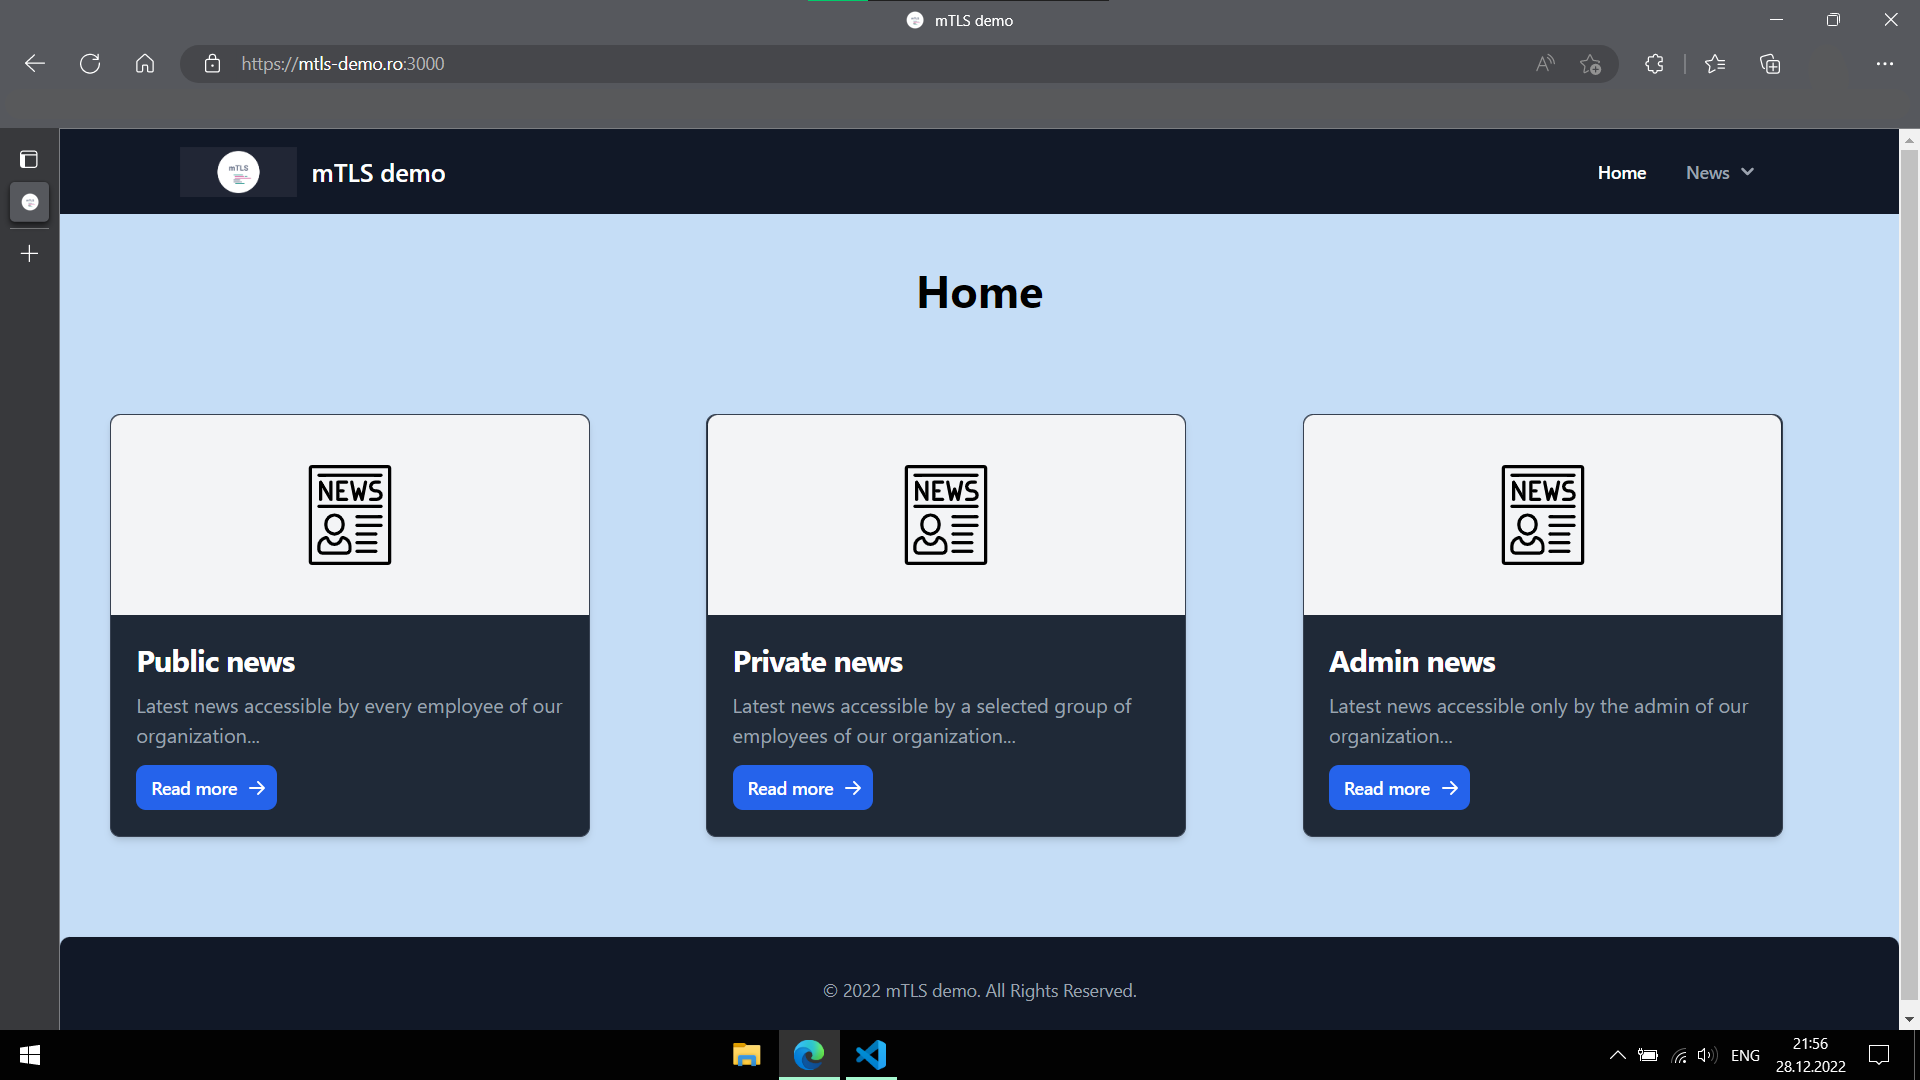 mTLS demo
https://mtls-demo.ro:3000
mTLS
mTLS demo
Home
News
Home
NEWS
NEWS
NEWS
Public news
Latest news accessible by every employee of our
organization...
Read more
Private news
Latest news accessible by a selected group of
employees of our organization...
Read more
Admin news
Latest news accessible only by the admin of our
organization...
Read more
© 2022 mTLS demo. All Rights Reserved.
ENG
21:56
28.12.2022